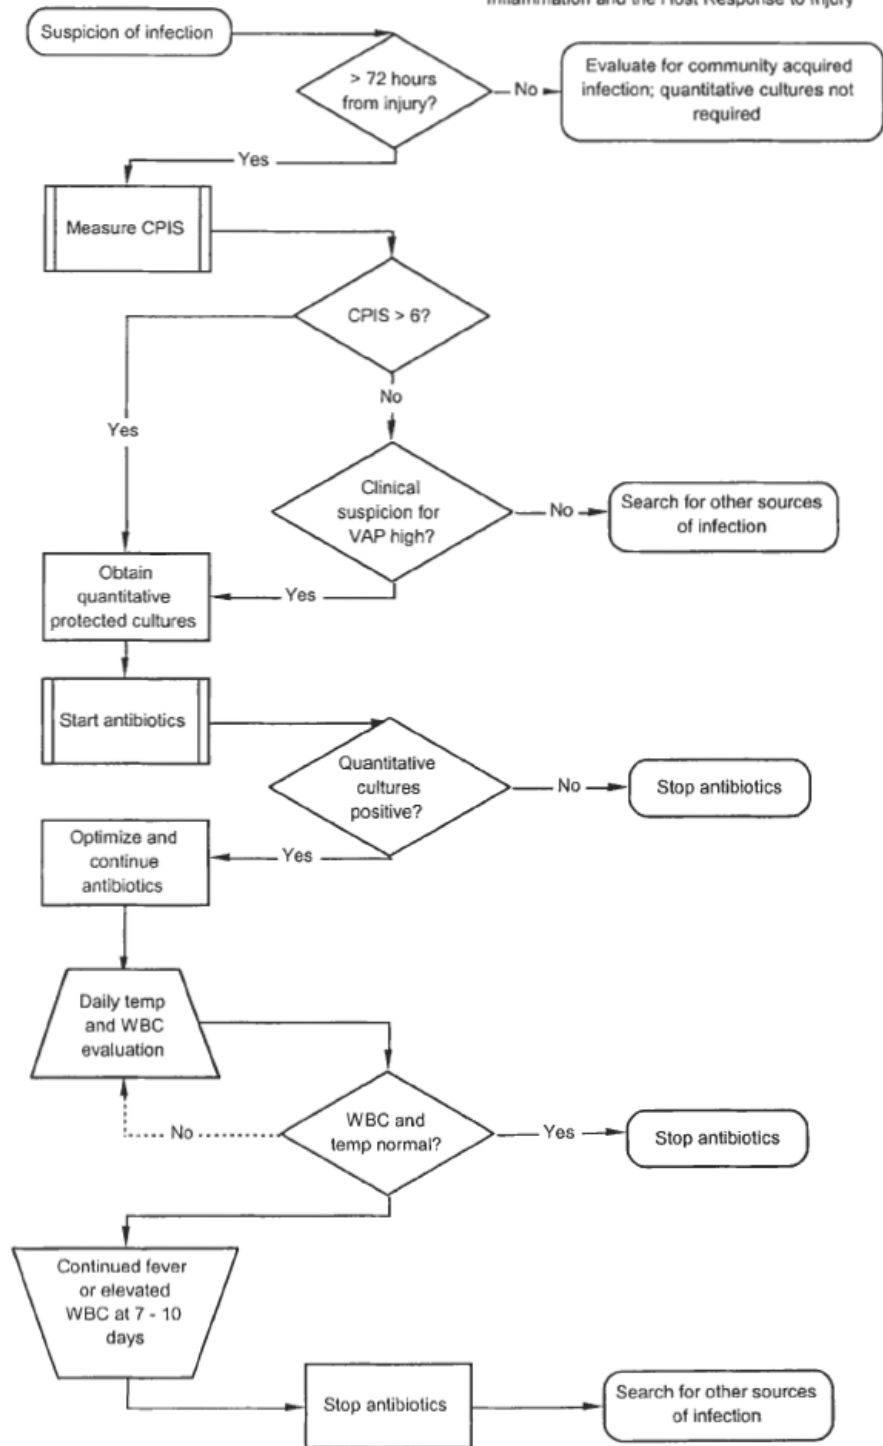 Inflammation and the Host Response to Injury
Suspicion of infection
> 72 hours
from injury?
No
Evaluate for community acquired
infection; quantitative cultures not
required
Yes
Measure CPIS
CPIS > 6?
No
Yes
Clinical
suspicion for
VAP high?
No
Search for other sources
of infection
Obtain
quantitative
protected cultures
Yes
Start antibiotics
Quantitative
cultures
positive?
No
Stop antibiotics
Optimize and
continue
antibiotics
Yes
Daily temp
and WBC
evaluation
No
WBC and
temp normal?
Yes
Stop antibiotics
Continued fever
or elevated
WBC at 7 - 10
days
Stop antibiotics
Search for other sources
of infection